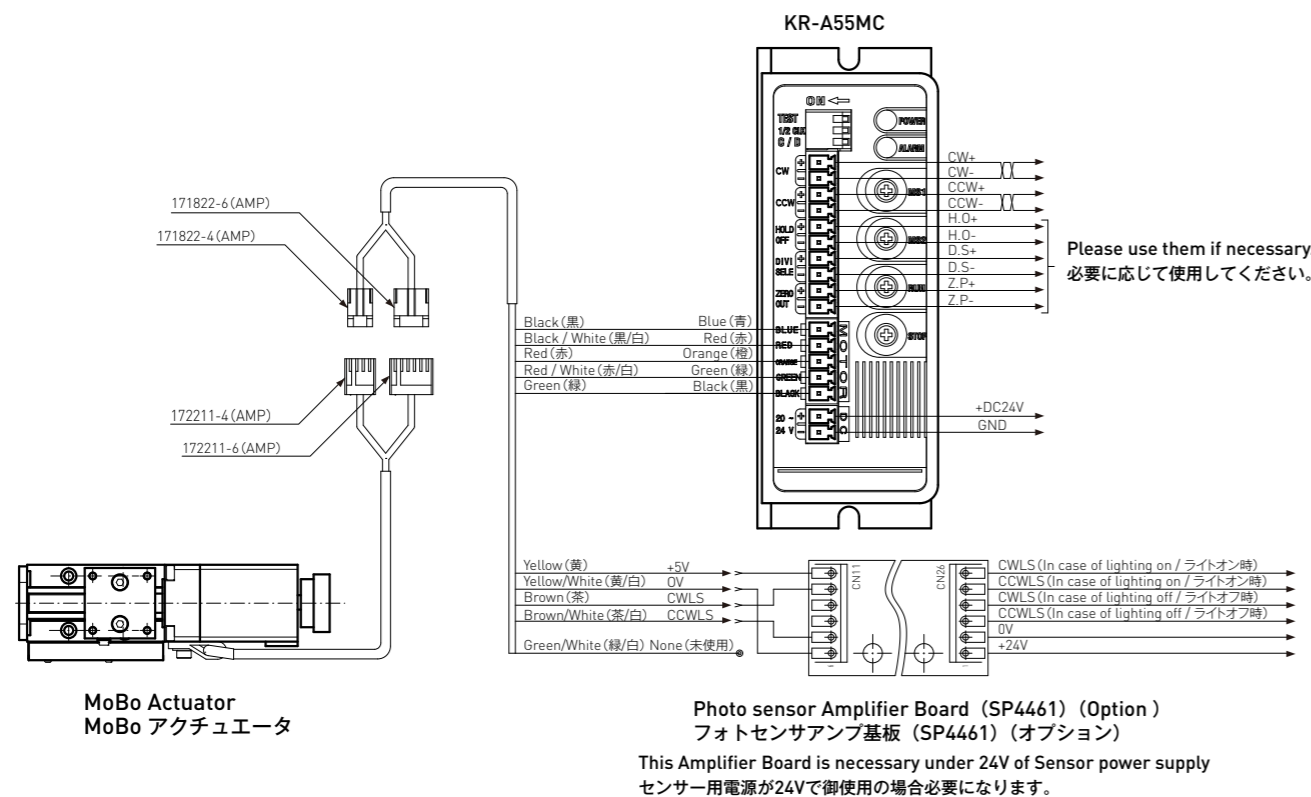 KR-A55MC
ON
TEST
1/2 CLK
C / D
POWER
ALARM
CW
+
-
CCW
+
-
HOLD
OFF
+
-
DIVI
SELE
+
-
ZERO
OUT
+
-
MS1
MS2
RUN
STOP
CW+
CW-
CCW+
CCW-
H.O+
H.O-
D.S+
D.S-
Z.P+
Z.P-
Please use them if necessary.
必要に応じて使用してください。
171822-6(AMP)
171822-4(AMP)
172211-4(AMP)
172211-6(AMP)
Black(黒) Blue(青)
Black / White(黒/白) Red(赤)
Red(赤) Orange(橙)
Red / White(赤/白) Green(緑)
Green(緑) Black(黒)
BLUE
RED
ORANGE
GREEN
BLACK
MOTOR
20 ~
24 V
+
-
DC
+DC24V
GND
Yellow(黄) +5V
Yellow/White(黄/白) 0V
Brown(茶) CWLS
Brown/White(茶/白) CCWLS
Green/White(緑/白) None(未使用)
CN11
CN26
CWLS(In case of lighting on / ライトオン時)
CCWLS(In case of lighting on / ライトオン時)
CWLS(In case of lighting off / ライトオフ時)
CCWLS(In case of lighting off / ライトオフ時)
0V
+24V
MoBo Actuator
MoBo アクチュエータ
Photo sensor Amplifier Board（SP4461）(Option )
フォトセンサアンプ基板（SP4461）(オプション)
This Amplifier Board is necessary under 24V of Sensor power supply
センサー用電源が24Vで御使用の場合必要になります。